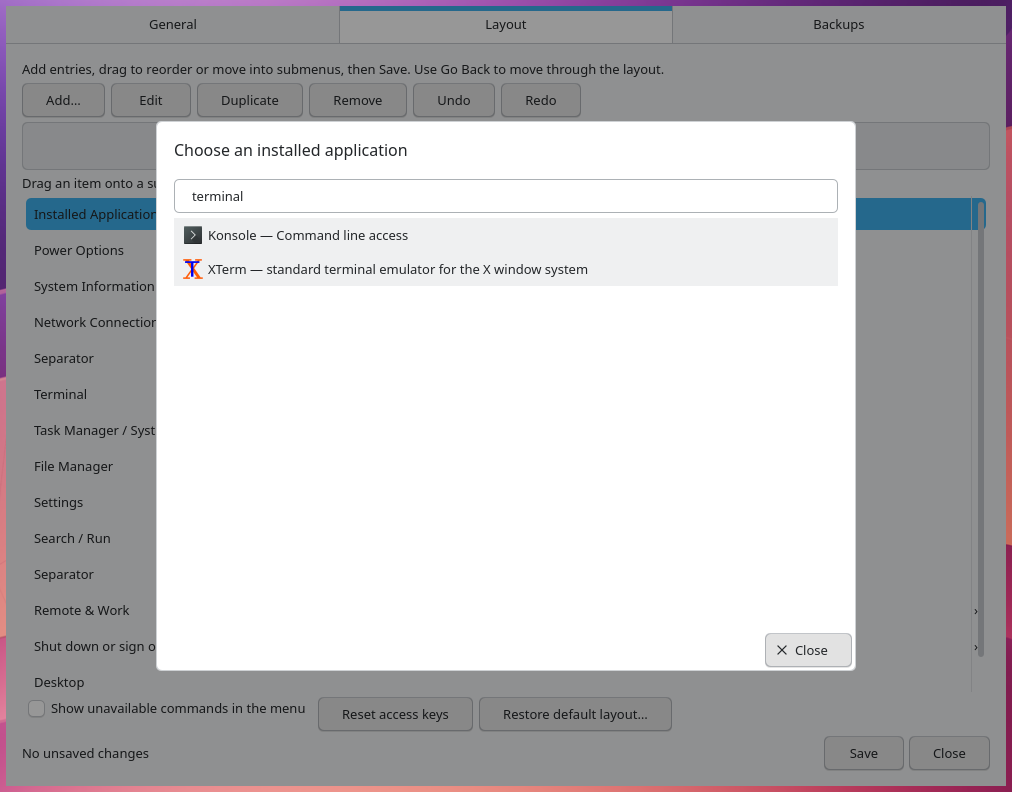 General Layout Backups
Add entries, drag to reorder or move into submenus, then Save. Use Go Back to move through the layout.
Add... Edit Duplicate Remove Undo Redo
Choose an installed application
Drag an item onto a su
terminal
Installed Application
Konsole — Command line access
Power Options
XTerm — standard terminal emulator for the X window system
System Information
Network Connection
Separator
Terminal
Task Manager / Syst
File Manager
Settings
Search / Run
Separator
Remote & Work
Shut down or sign o
Close
Desktop
Show unavailable commands in the menu
Reset access keys Restore default layout...
No unsaved changes
Save Close